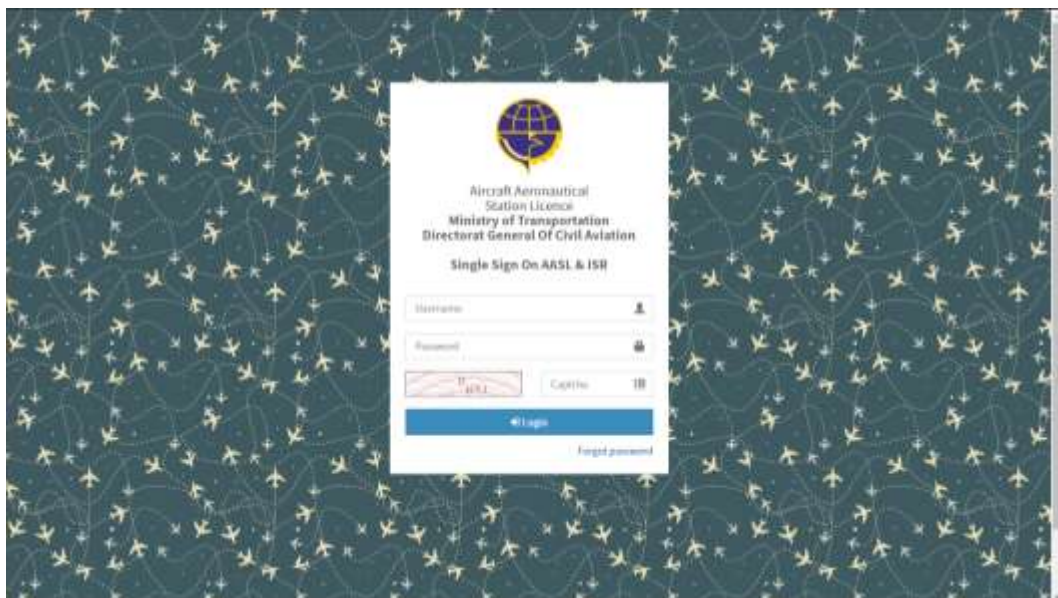 Aircraft Aeronautical
Station Licence
Ministry of Transportation
Directorat General Of Civil Aviation
Single Sign On AASL & ISR
Username
Password
Captcha
Login
Forgot password